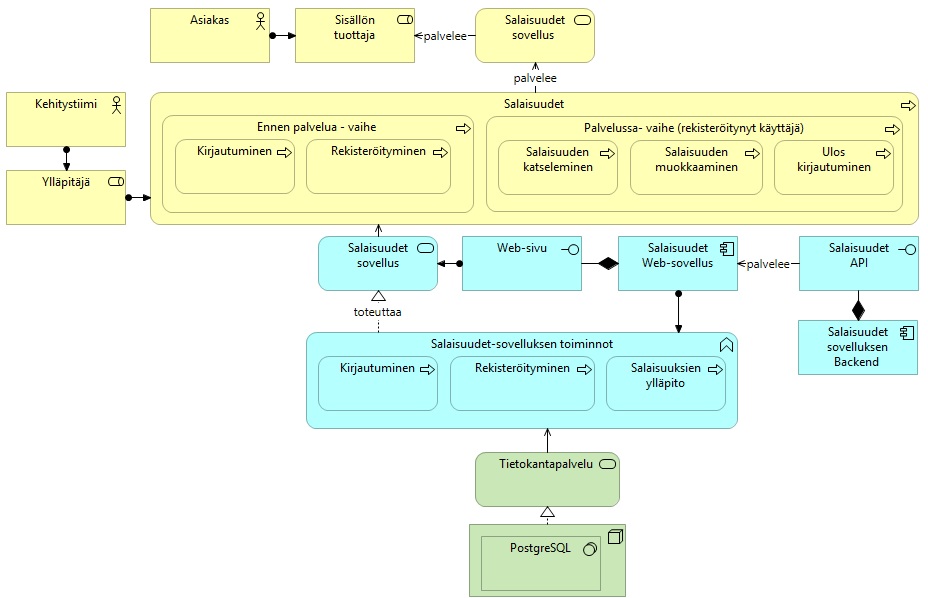 Asiakas
Sisällön
tuottaja
palvelee
Salaisuudet
sovellus
palvelee
Kehitystiimi
Ylläpitäjä
Salaisuudet
Ennen palvelua - vaihe
Kirjautuminen
Rekisteröityminen
Palvelussa- vaihe (rekisteröitynyt käyttäjä)
Salaisuuden
katseleminen
Salaisuuden
muokkaaminen
Ulos
kirjautuminen
Salaisuudet
sovellus
Web-sivu
Salaisuudet
Web-sovellus
palvelee
Salaisuudet
API
toteuttaa
Salaisuudet
sovelluksen
Backend
Salaisuudet-sovelluksen toiminnot
Kirjautuminen
Rekisteröityminen
Salaisuuksien
ylläpito
Tietokantapalvelu
PostgreSQL